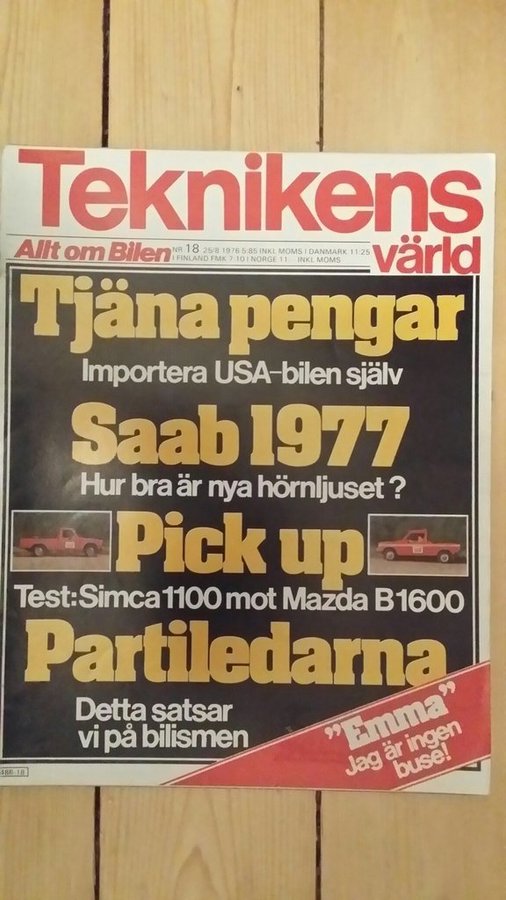 Teknikens
värld
Allt om Bilen
NR 18 25/8 1976 5:85 INKL MOMS I DANMARK 11:25
I FINLAND FMK 7:10 I NORGE 11 INKL MOMS
Tjäna pengar
Importera USA-bilen själv
Saab 1977
Hur bra är nya hörnljuset?
Pick up
Test: Simca 1100 mot Mazda B1600
Partiledarna
Detta satsar
vi på bilismen
"Emma"
Jag är ingen
buse!